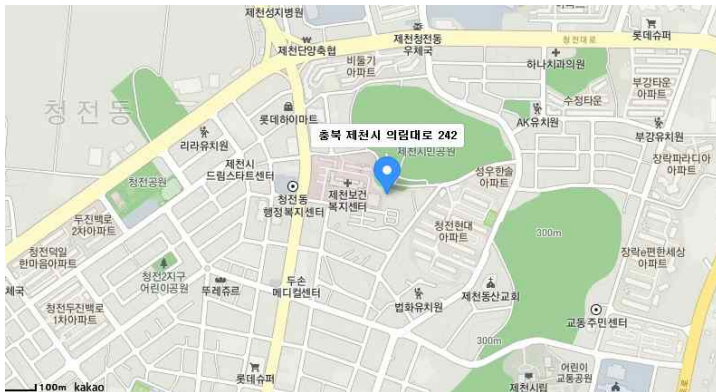 제천성지병원
제천청전동
우체국
롯데슈퍼
청전대로
제천단양축협
비둘기
아파트
하나치과의원
부강타운
아파트
수정타운
청전동
롯데하이마트
AK유치원
부강유치원
충북 제천시 의림대로 242
리라유치원
제천시민공원
제천시
드림스타트센터
성우한솔
아파트
장락파라디아
아파트
청전공원
청전동
행정복지센터
제천보건
복지센터
두진백로
2차아파트
청전현대
아파트
300m
청전덕일
한마음아파트
장락e편한세상
아파트
청전2지구
어린이공원
두손
메디컬센터
뚜레쥬르
체국
법화유치원
제천동산교회
청전두진백로
1차아파트
교동주민센터
300m
롯데슈퍼
어린이
교통공원
제천시립
100m kakao